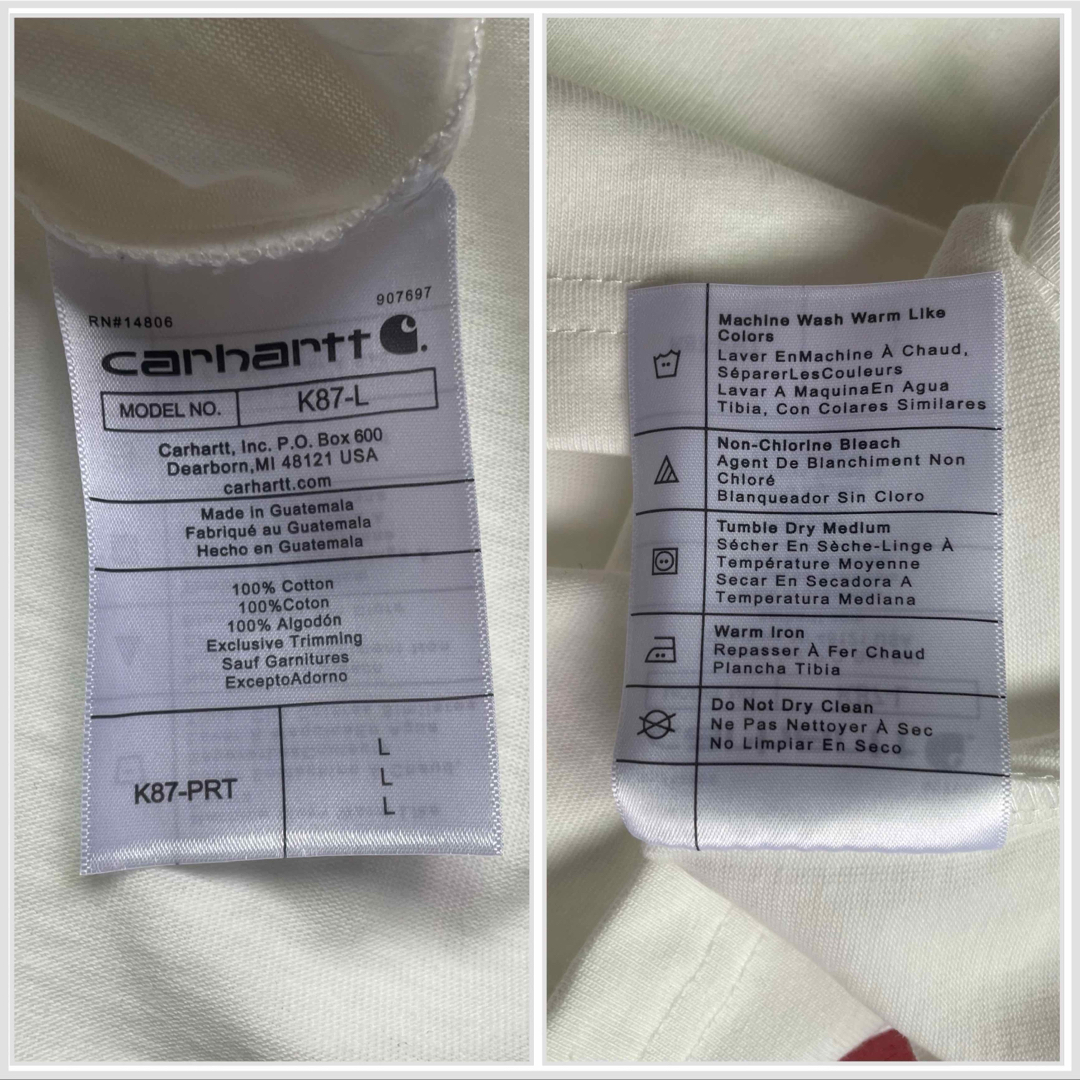 907697
RN#14806
carhartt
MODEL NO. K87-L
Carhartt, Inc. P.O. Box 600
Dearborn,MI 48121 USA
carhartt.com
Made in Guatemala
Fabriqué au Guatemala
Hecho en Guatemala
100% Cotton
100%Coton
100% Algodón
Exclusive Trimming
Sauf Garnitures
ExceptoAdorno
K87-PRT
L
L
L
Machine Wash Warm Like
Colors
Laver EnMachine À Chaud,
SéparerLesCouleurs
Lavar A MaquinaEn Agua
Tibia, Con Colares Similares
Non-Chlorine Bleach
Agent De Blanchiment Non
Chloré
Blanqueador Sin Cloro
Tumble Dry Medium
Sécher En Sèche-Linge À
Température Moyenne
Secar En Secadora A
Temperatura Mediana
Warm Iron
Repasser À Fer Chaud
Plancha Tibia
Do Not Dry Clean
Ne Pas Nettoyer À Sec
No Limpiar En Seco